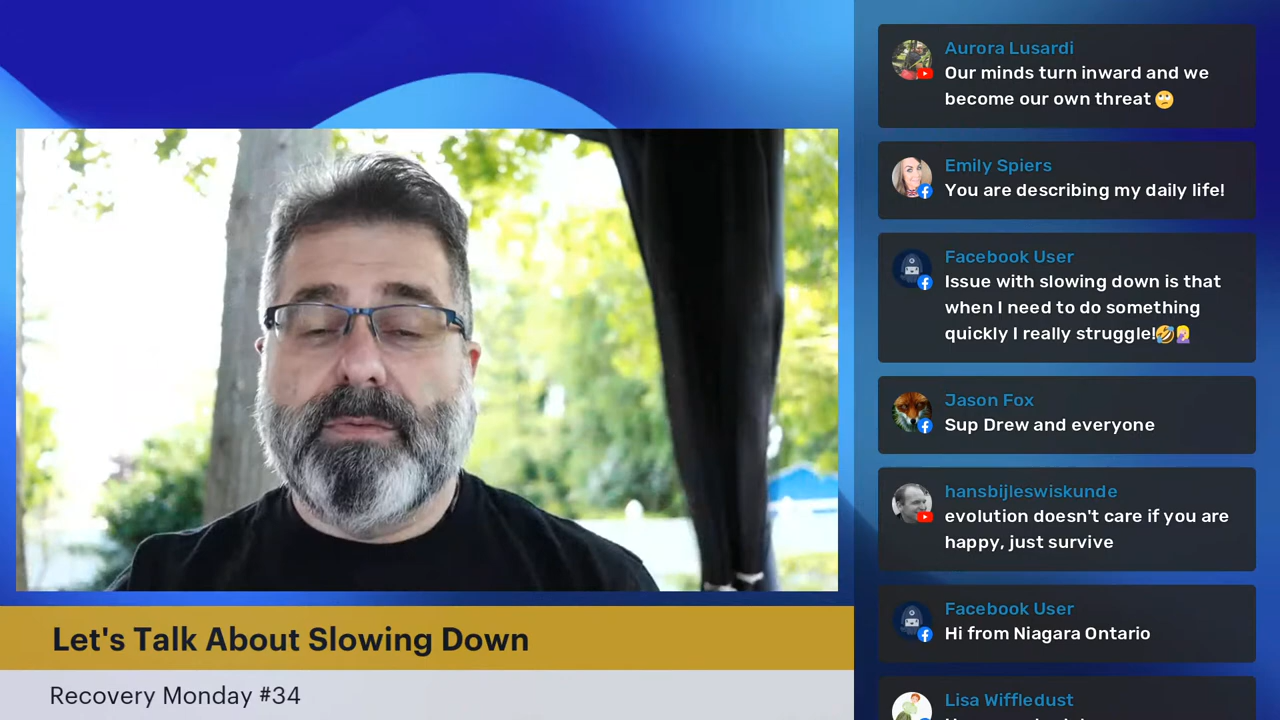 Aurora Lusardi
Our minds turn inward and we
become our own threat 🙄
Emily Spiers
You are describing my daily life!
Facebook User
Issue with slowing down is that
when I need to do something
quickly I really struggle!🤣🤦‍♀️
Jason Fox
Sup Drew and everyone
hansbijleswiskunde
evolution doesn't care if you are
happy, just survive
Facebook User
Hi from Niagara Ontario
Lisa Wiffledust
Let's Talk About Slowing Down
Recovery Monday #34